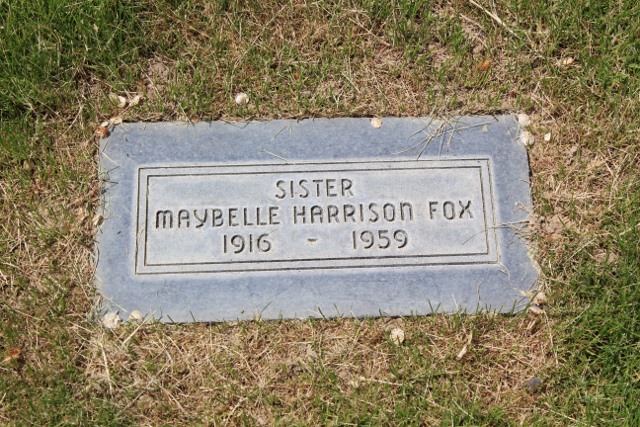 SISTER
MAYBELLE HARRISON FOX
1916 - 1959